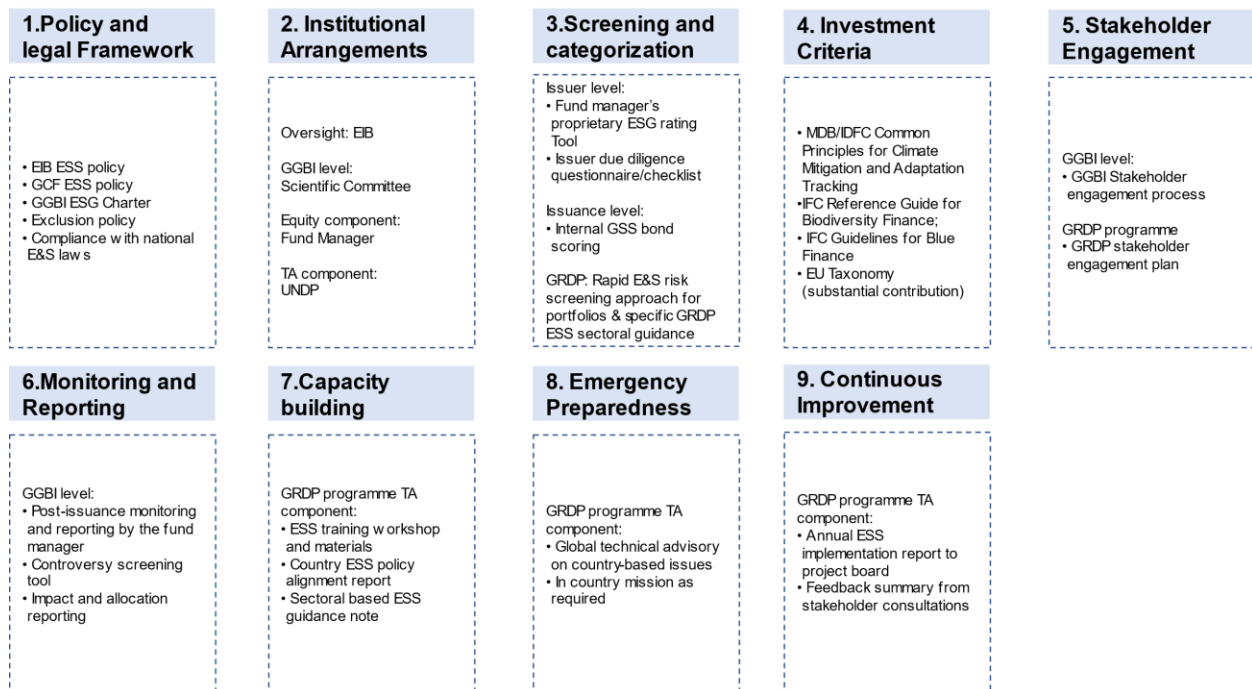 1.Policy and
legal Framework
• EIB ESS policy
• GCF ESS policy
• GGBI ESG Charter
• Exclusion policy
• Compliance with national
E&S laws
2. Institutional
Arrangements
Oversight: EIB
GGBI level:
Scientific Committee
Equity component:
Fund Manager
TA component:
UNDP
3.Screening and
categorization
Issuer level:
• Fund manager's
proprietary ESG rating
Tool
• Issuer due diligence
questionnaire/checklist
Issuance level:
• Internal GSS bond
scoring
GRDP: Rapid E&S risk
screening approach for
portfolios & specific GRDP
ESS sectoral guidance
4. Investment
Criteria
• MDB/IDFC Common
Principles for Climate
Mitigation and Adaptation
Tracking
•IFC Reference Guide for
Biodiversity Finance;
• IFC Guidelines for Blue
Finance
• EU Taxonomy
(substantial contribution)
5. Stakeholder
Engagement
GGBI level:
• GGBI Stakeholder
engagement process
GRDP programme
• GRDP stakeholder
engagement plan
6.Monitoring and
Reporting
GGBI level:
• Post-issuance monitoring
and reporting by the fund
manager
• Controversy screening
tool
• Impact and allocation
reporting
7.Capacity
building
GRDP programme TA
component:
• ESS training workshop
and materials
• Country ESS policy
alignment report
• Sectoral based ESS
guidance note
8. Emergency
Preparedness
GRDP programme TA
component:
• Global technical advisory
on country-based issues
• In country mission as
required
9. Continuous
Improvement
GRDP programme TA
component:
• Annual ESS
implementation report to
project board
• Feedback summary from
stakeholder consultations